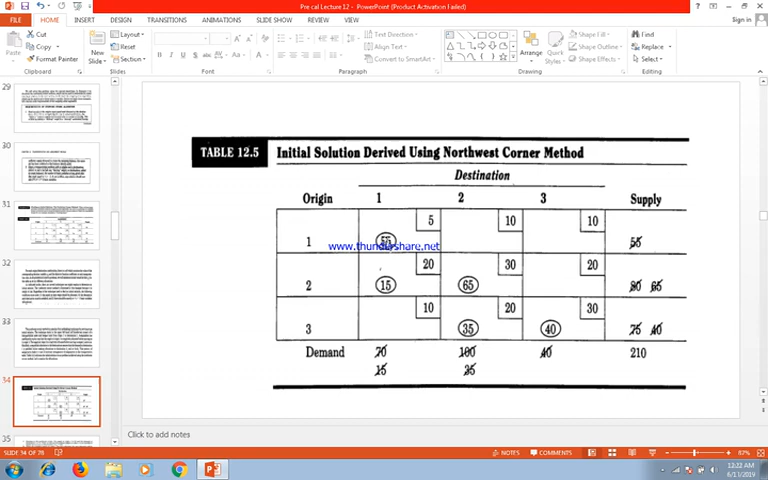 Pre cal Lecture 12 - PowerPoint (Product Activation Failed)
FILE HOME INSERT DESIGN TRANSITIONS ANIMATIONS SLIDE SHOW REVIEW VIEW Sign in
Cut Layout Text Direction Shape Fill Find
Copy Reset Align Text Shape Outline Replace
Paste Format Painter New Slide Section Convert to SmartArt Arrange Quick Styles Shape Effects Select
Clipboard Slides Font Paragraph Drawing Editing
29
30
31
32
33
34
35
TABLE 12.5 Initial Solution Derived Using Northwest Corner Method
Destination
Origin 1 2 3 Supply
5 10 10
1 55 55
www.thundershare.net
20 30 20
2 15 65 80 65
10 20 30
3 35 40 75 40
Demand 70 100 40 210
15 35
Click to add notes
SLIDE 34 OF 78 NOTES COMMENTS 87%
12:22 AM
6/17/2019